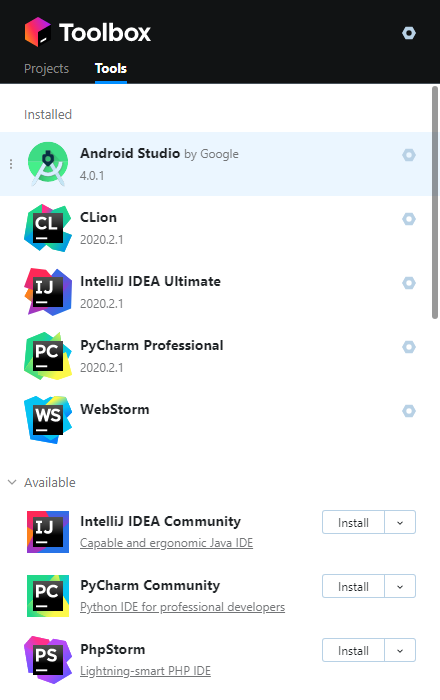 Toolbox
Projects Tools
Installed
Android Studio by Google
4.0.1
CL
CLion
2020.2.1
IJ
IntelliJ IDEA Ultimate
2020.2.1
PC
PyCharm Professional
2020.2.1
WS
WebStorm
Available
IJ
IntelliJ IDEA Community
Install
Capable and ergonomic Java IDE
PC
PyCharm Community
Install
Python IDE for professional developers
PS
PhpStorm
Install
Lightning-smart PHP IDE